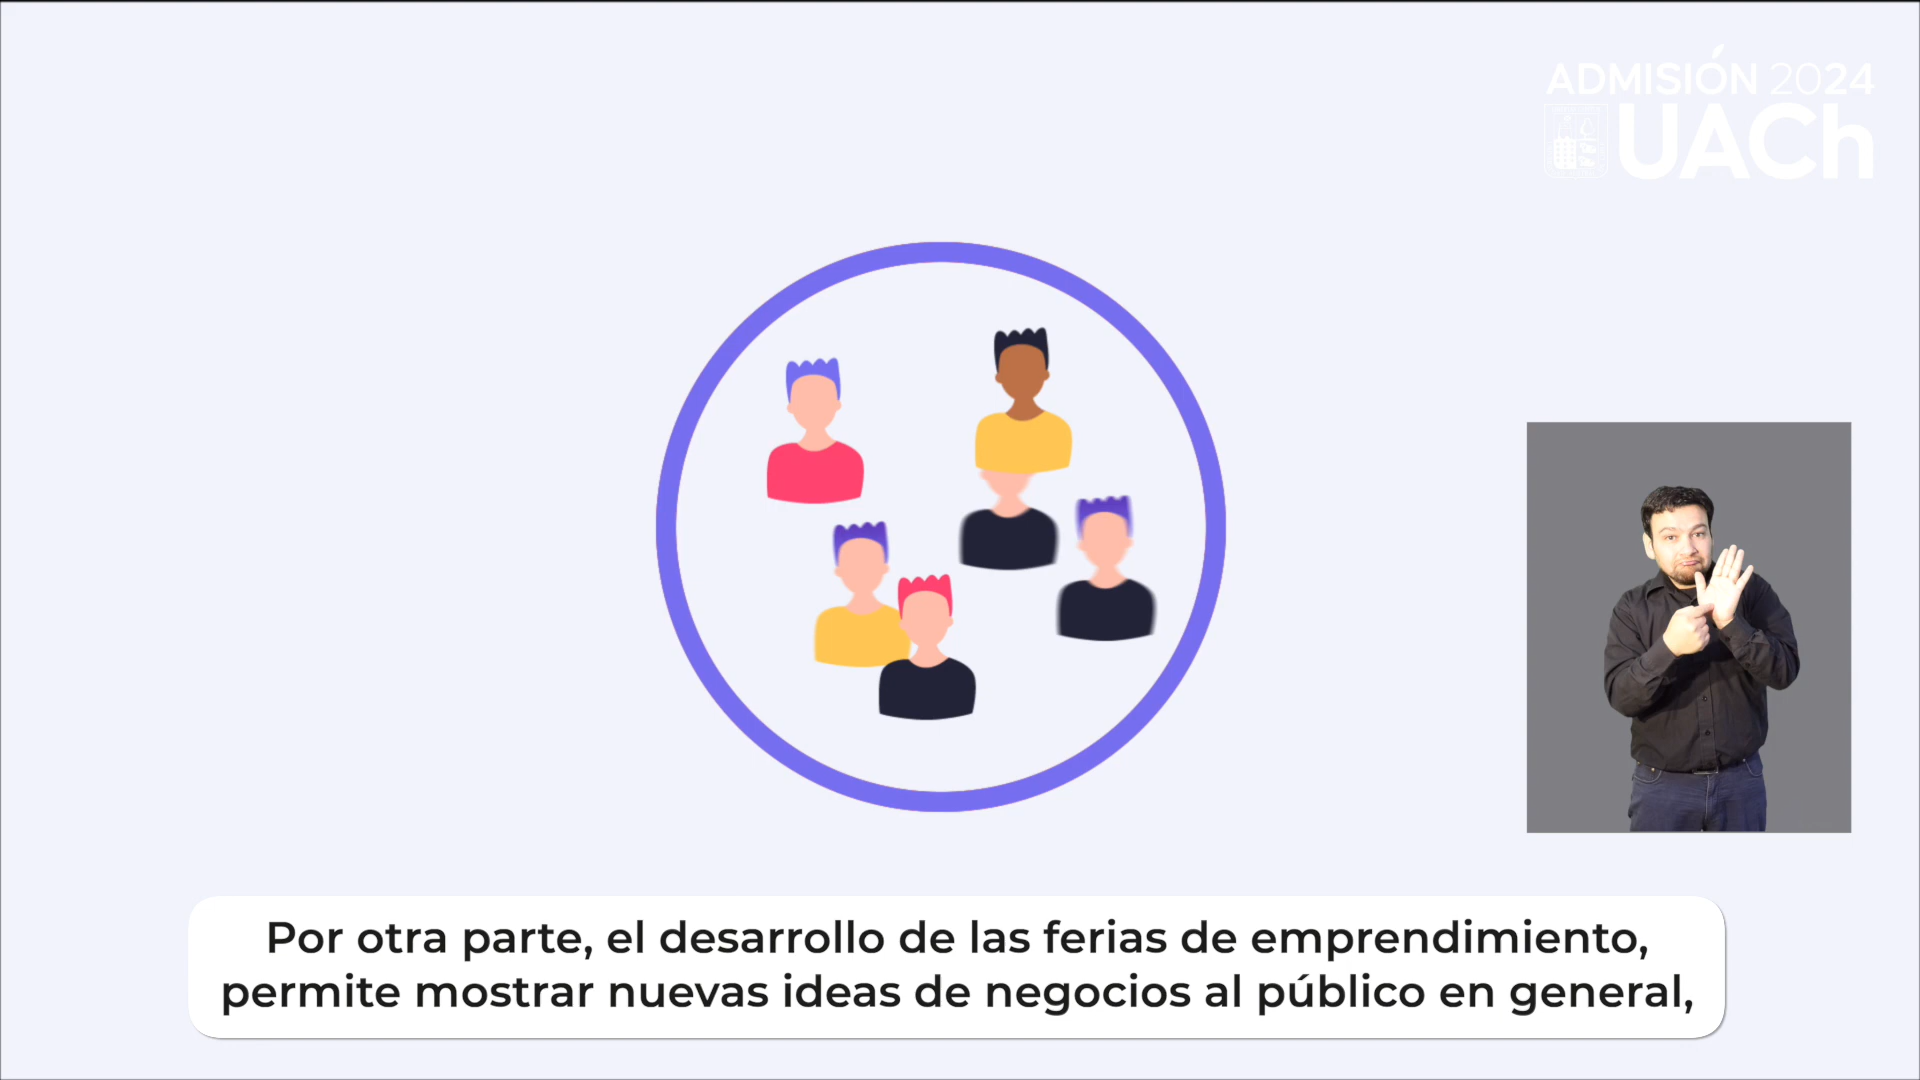 ADMISIÓN 2024
UACh
Por otra parte, el desarrollo de las ferias de emprendimiento,
permite mostrar nuevas ideas de negocios al público en general,